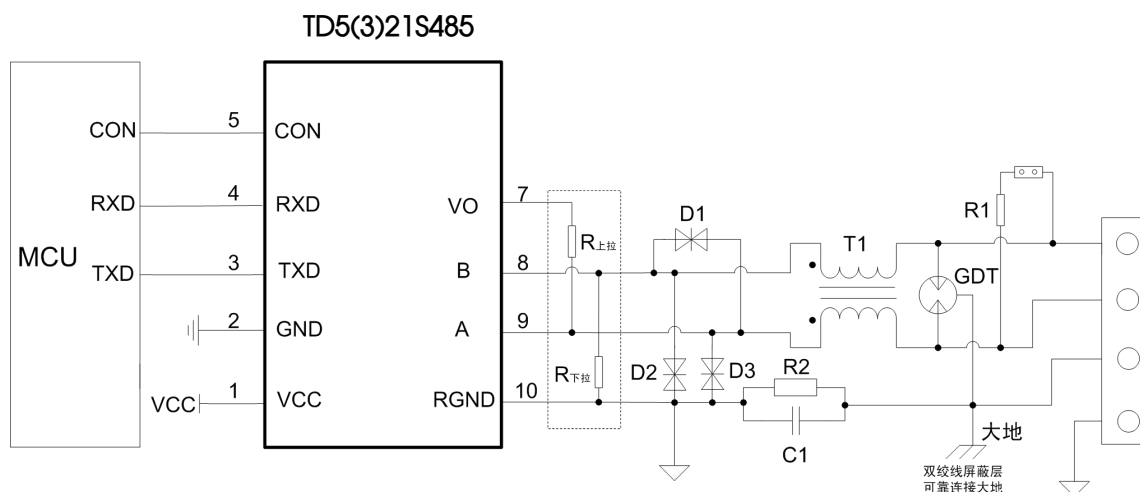 TD5(3)21S485
MCU
CON
RXD
TXD
5
4
3
2
1
VCC
CON
RXD
TXD
GND
VCC
VO
B
A
RGND
7
8
9
10
R上拉
R下拉
D1
D2
D3
R2
C1
T1
GDT
R1
大地
双绞线屏蔽层
可靠连接大地